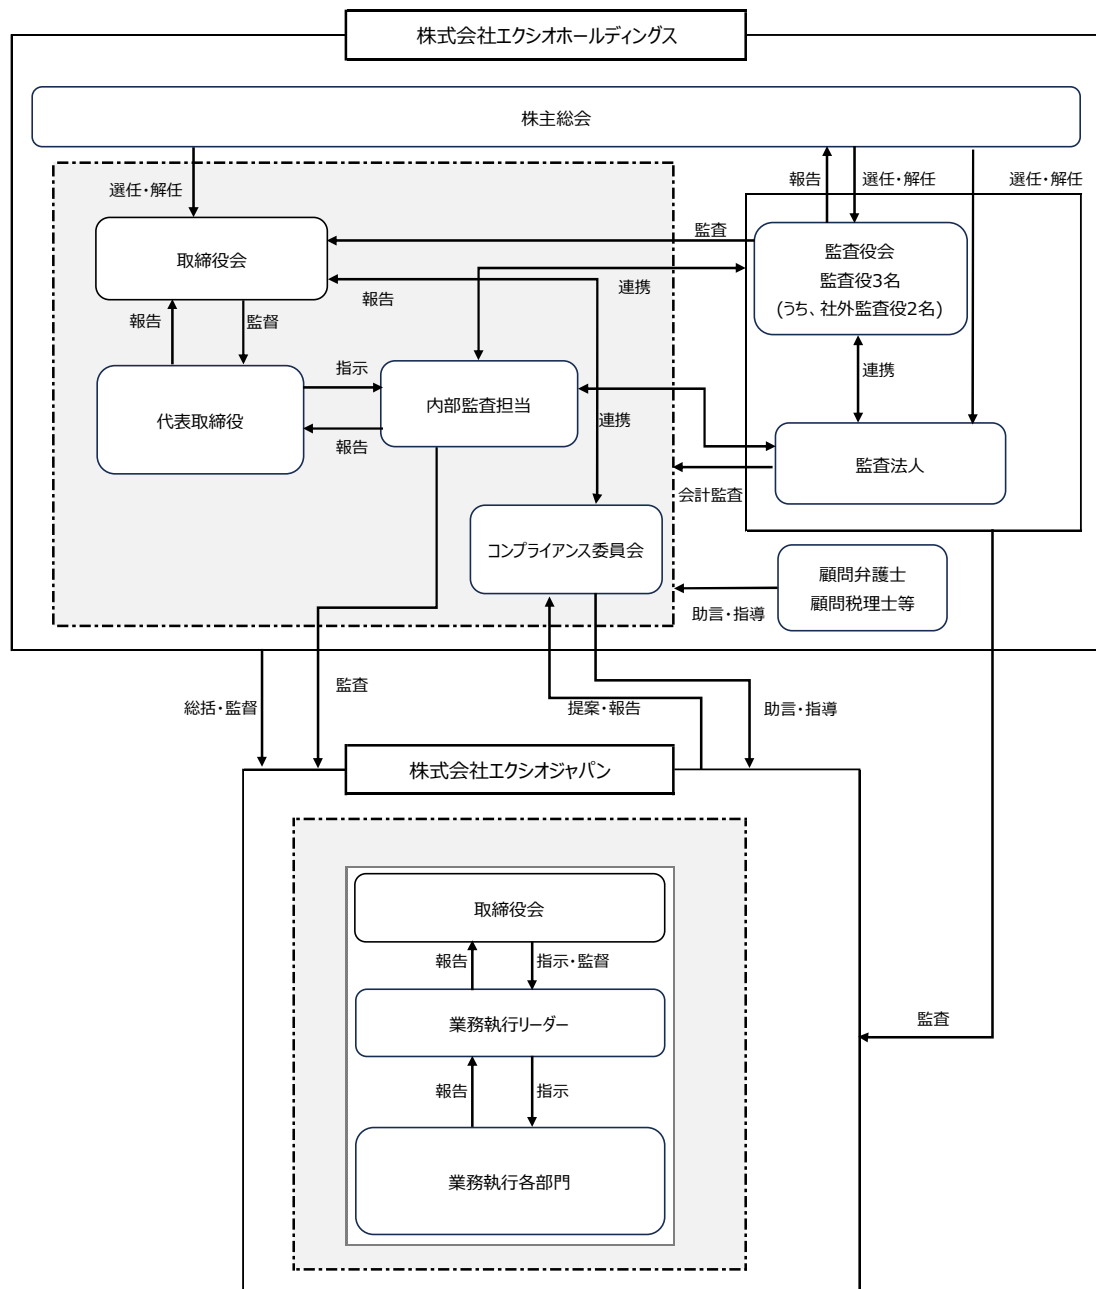 株式会社エクシオホールディングス
株主総会
選任・解任
報告
選任・解任
選任・解任
取締役会
監査
監査役会
監査役3名
(うち、社外監査役2名)
報告
連携
報告
監督
連携
代表取締役
指示
報告
内部監査担当
連携
監査法人
会計監査
コンプライアンス委員会
顧問弁護士
顧問税理士等
助言・指導
総括・監督
監査
提案・報告
助言・指導
株式会社エクシオジャパン
取締役会
報告
指示・監督
業務執行リーダー
監査
報告
指示
業務執行各部門